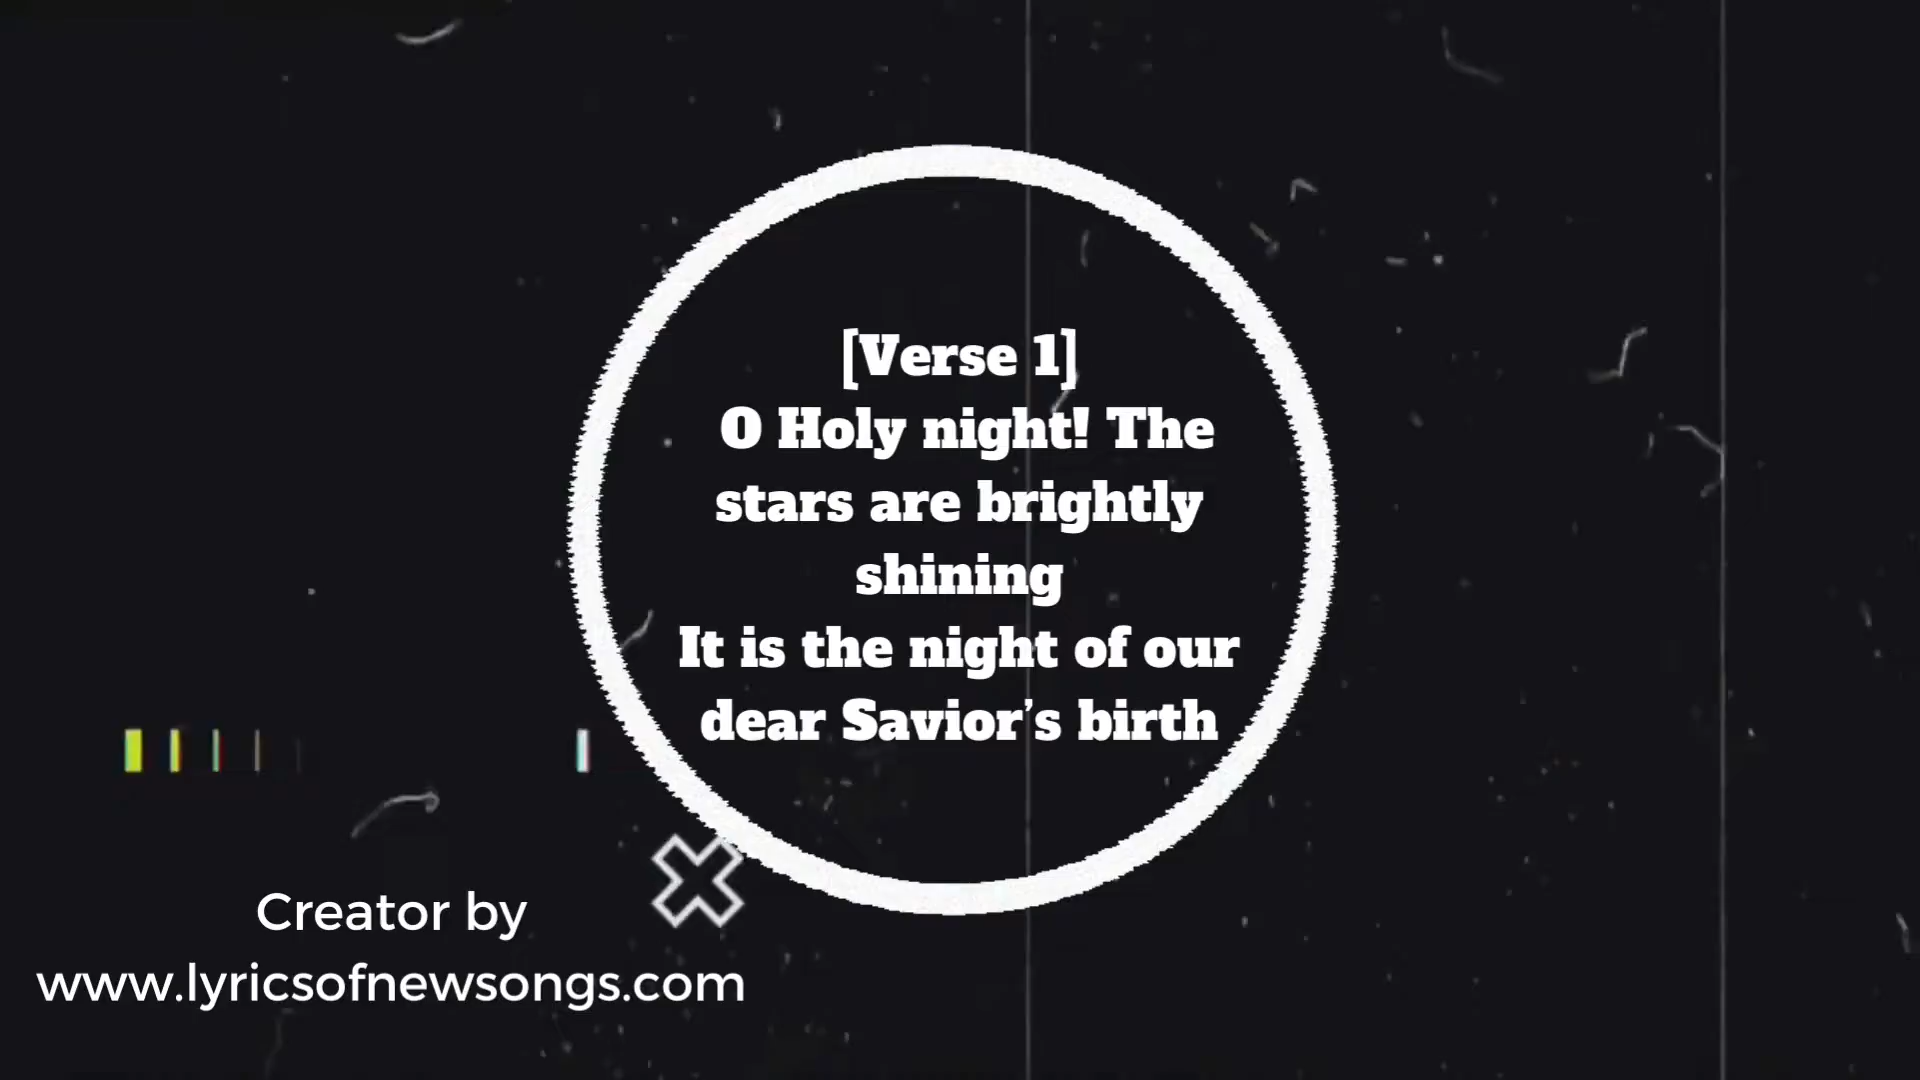 [Verse 1]
O Holy night! The
stars are brightly
shining
It is the night of our
dear Savior’s birth
Creator by
www.lyricsofnewsongs.com